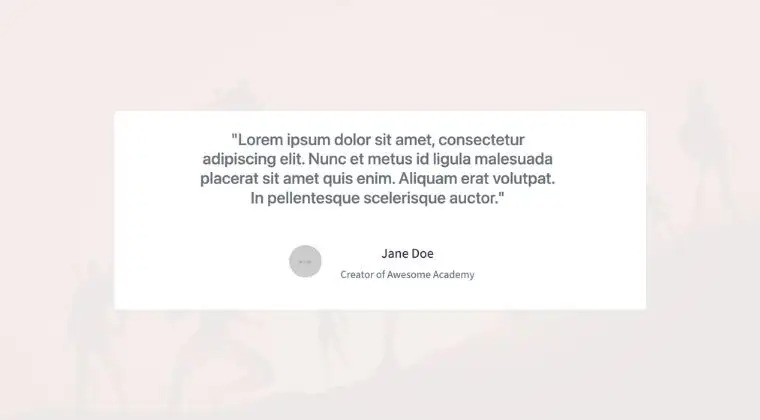 "Lorem ipsum dolor sit amet, consectetur
adipiscing elit. Nunc et metus id ligula malesuada
placerat sit amet quis enim. Aliquam erat volutpat.
In pellentesque scelerisque auctor."
Jane Doe
Creator of Awesome Academy